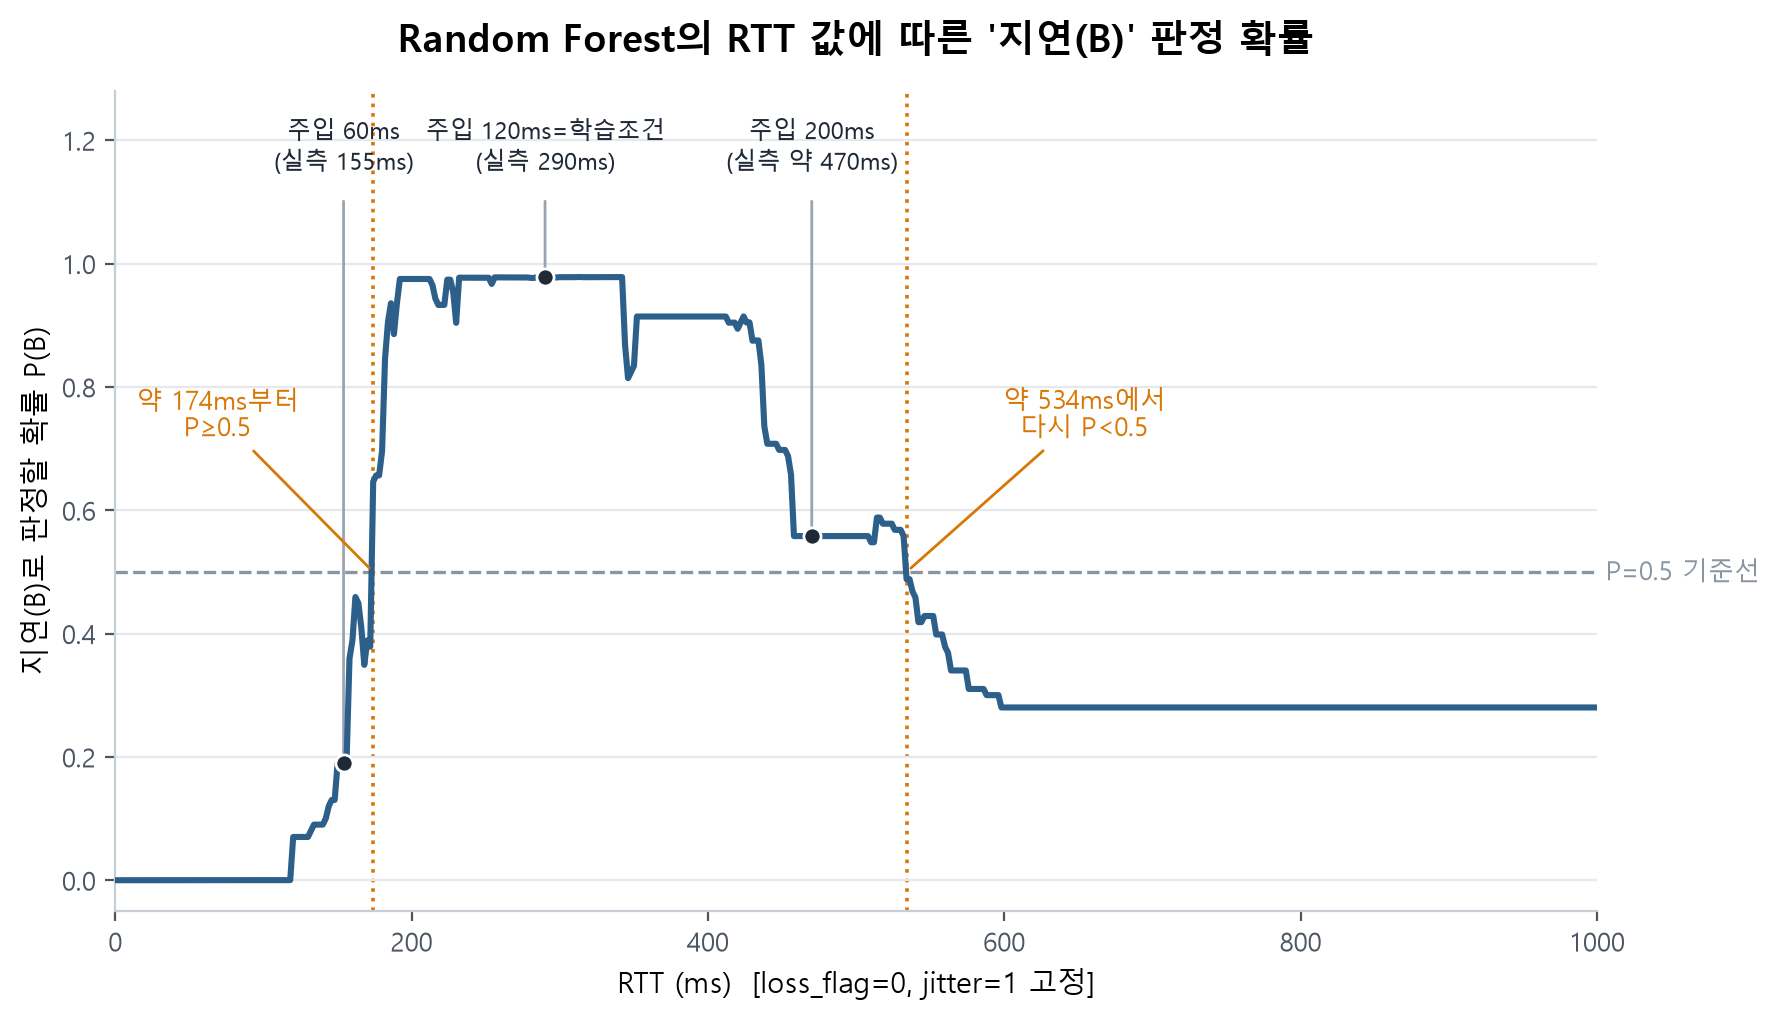 Random Forest의 RTT 값에 따른 '지연(B)' 판정 확률
주입 60ms
(실측 155ms)
주입 120ms=학습조건
(실측 290ms)
주입 200ms
(실측 약 470ms)
약 174ms부터
P≥0.5
약 534ms에서
다시 P<0.5
P=0.5 기준선
지연(B)로 판정할 확률 P(B)
1.2
1.0
0.8
0.6
0.4
0.2
0.0
0
200
400
600
800
1000
RTT (ms)  [loss_flag=0, jitter=1 고정]